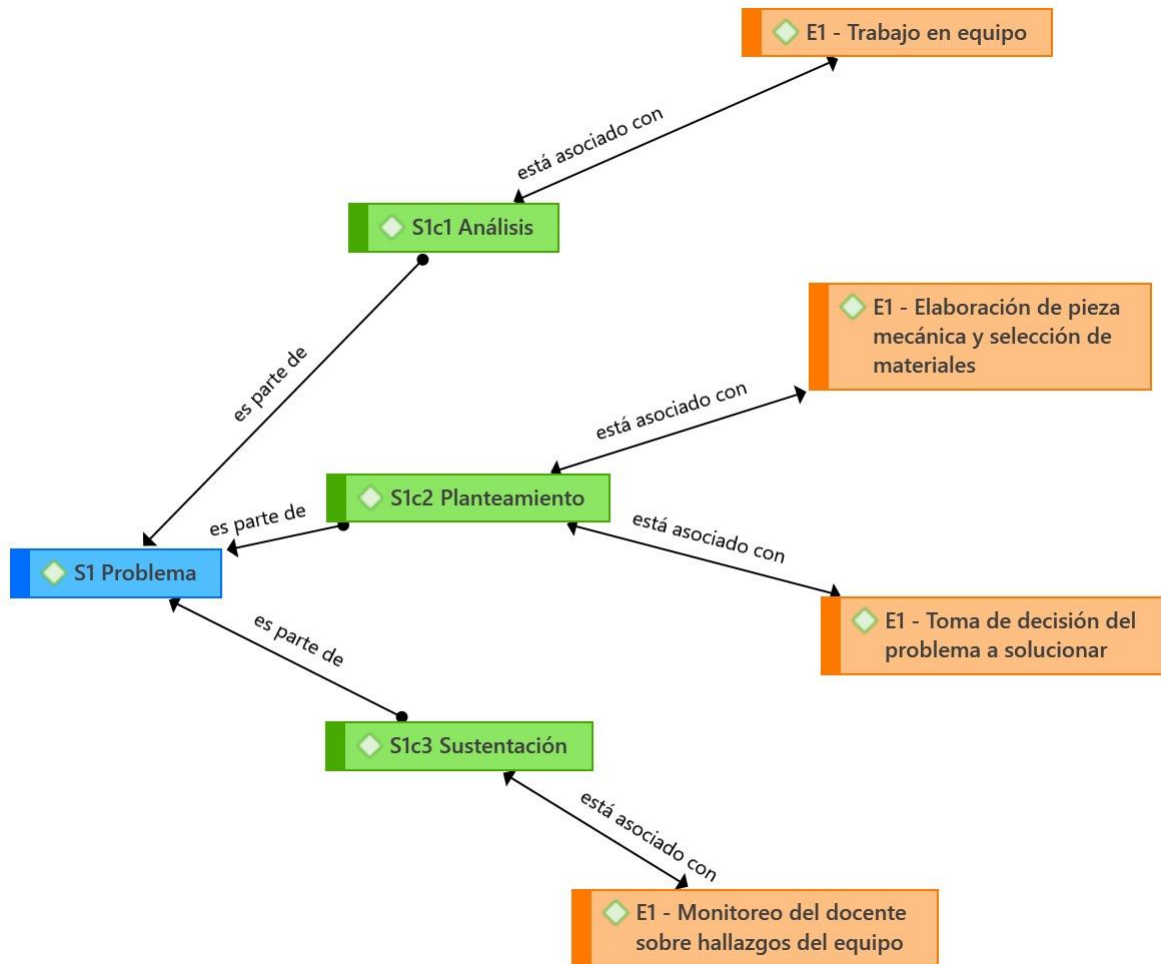 E1 - Trabajo en equipo
está asociado con
S1c1 Análisis
es parte de
E1 - Elaboración de pieza
mecánica y selección de
materiales
está asociado con
S1c2 Planteamiento
es parte de
está asociado con
S1 Problema
E1 - Toma de decisión del
problema a solucionar
es parte de
S1c3 Sustentación
está asociado con
E1 - Monitoreo del docente
sobre hallazgos del equipo